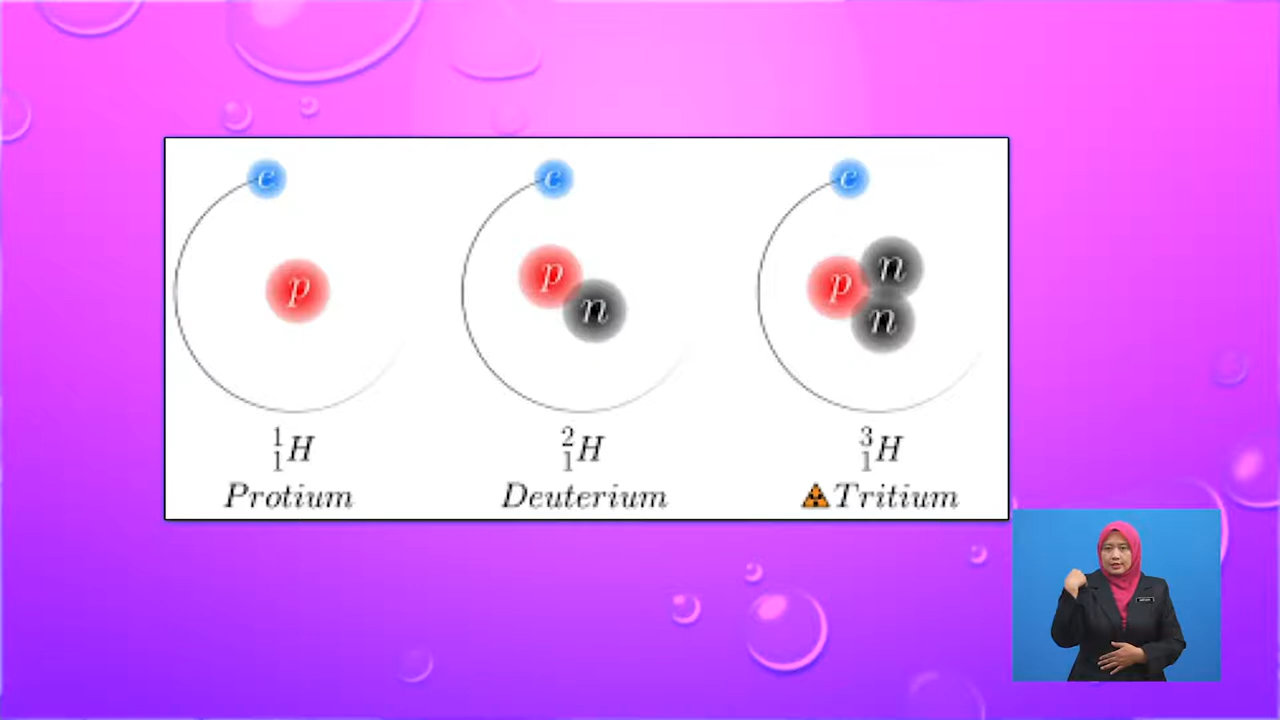 e e e
p p n p n n
¹₁H ²₁H ³₁H
Protium Deuterium Tritium